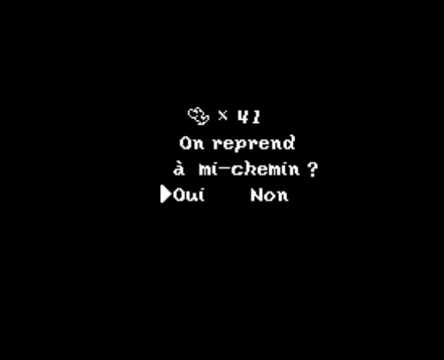 × 41
On reprend
à mi-chemin ?
Oui Non